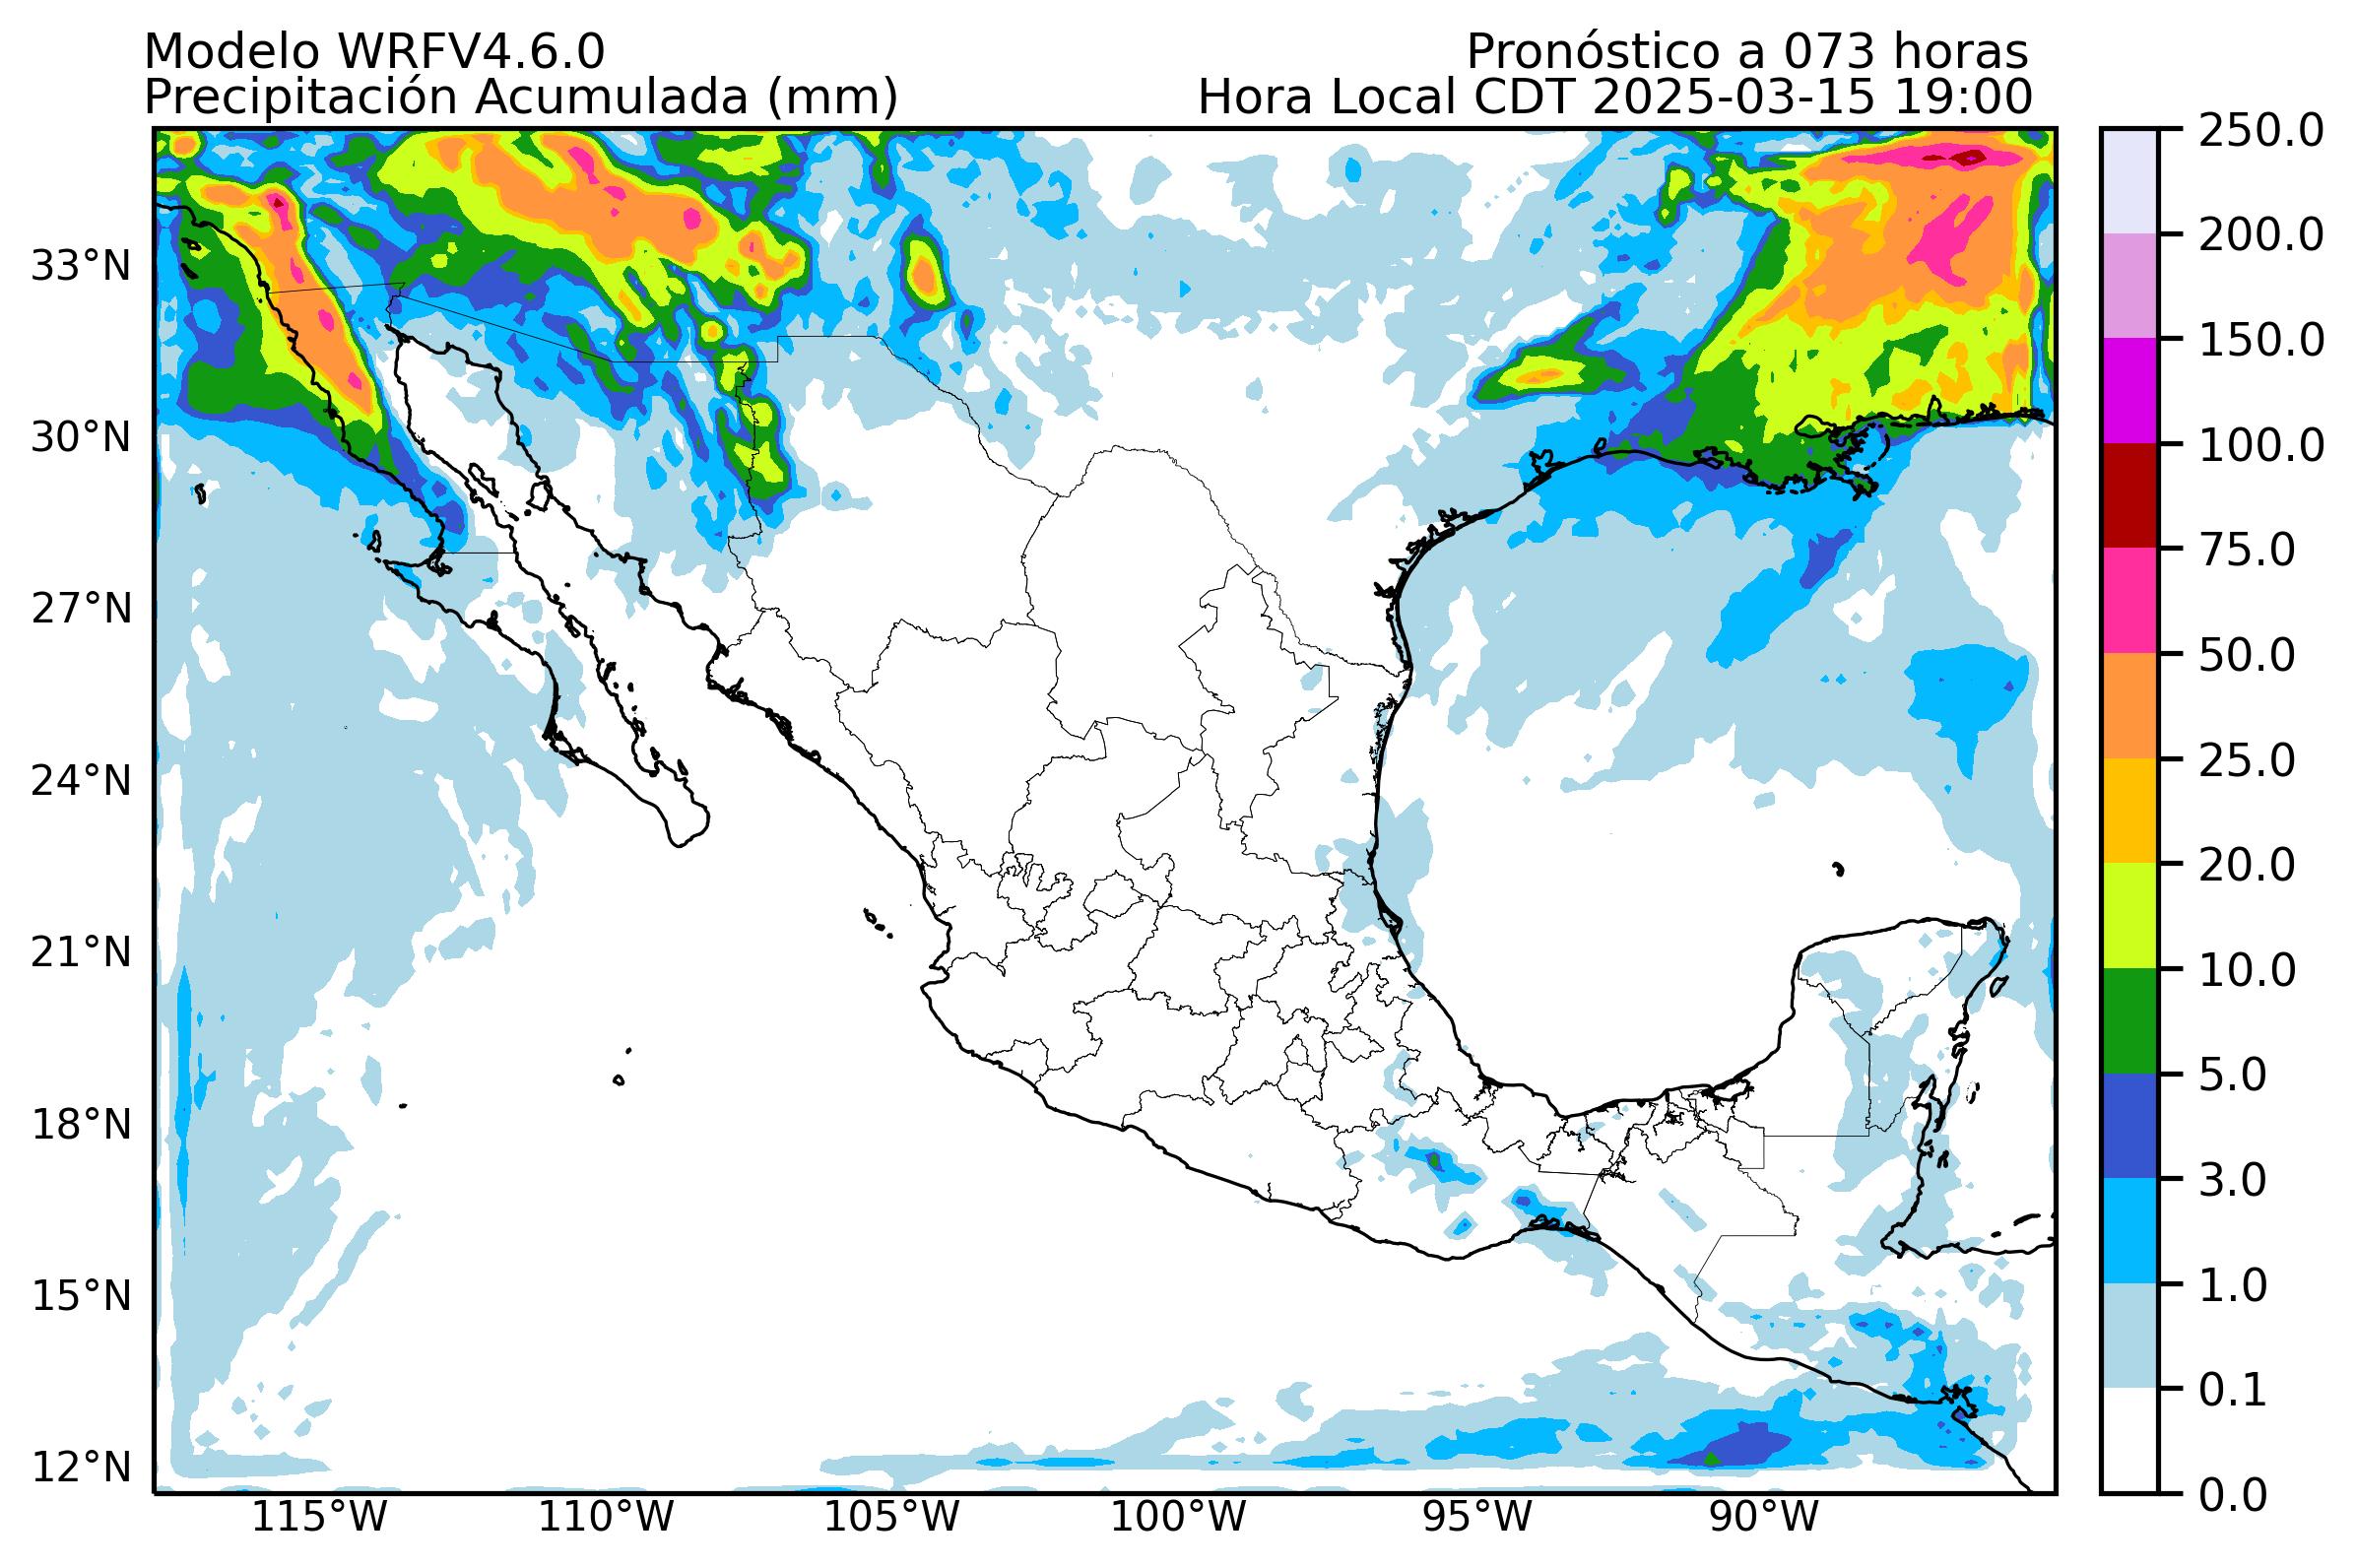 Modelo WRFV4.6.0
Pronóstico a 073 horas
Precipitación Acumulada (mm)
Hora Local CDT 2025-03-15 19:00
33°N
30°N
27°N
24°N
21°N
18°N
15°N
12°N
115°W
110°W
105°W
100°W
95°W
90°W
250.0
200.0
150.0
100.0
75.0
50.0
25.0
20.0
10.0
5.0
3.0
1.0
0.1
0.0